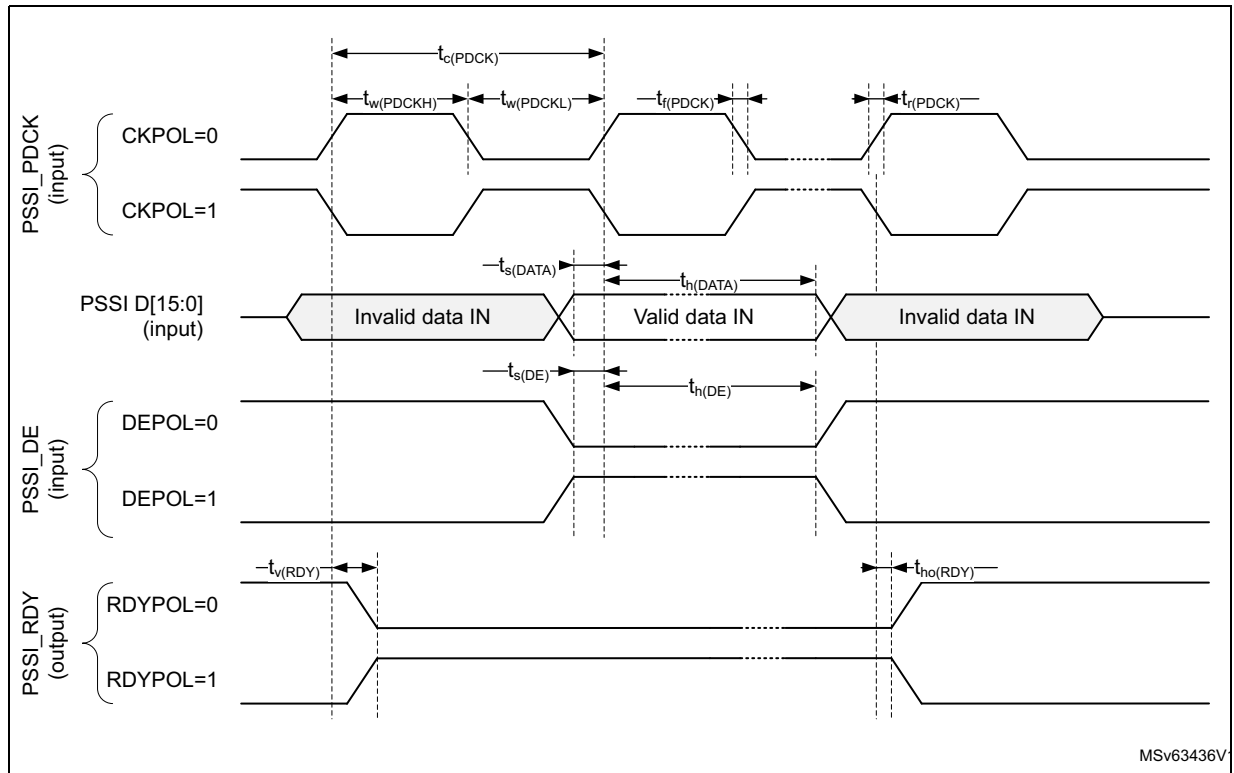 tc(PDCK)
tw(PDCKH) tw(PDCKL) tf(PDCK) tr(PDCK)
PSSI_PDCK
(input)
CKPOL=0
CKPOL=1
ts(DATA)
th(DATA)
PSSI D[15:0]
(input)
Invalid data IN Valid data IN Invalid data IN
ts(DE)
th(DE)
PSSI_DE
(input)
DEPOL=0
DEPOL=1
tv(RDY) tho(RDY)
PSSI_RDY
(output)
RDYPOL=0
RDYPOL=1
MSv63436V1